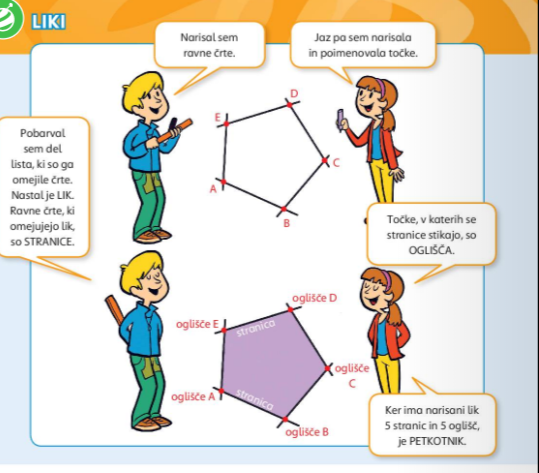 LIKI
Narisal sem
ravne črte.
Jaz pa sem narisala
in poimenovala točke.
D
E
C
A
B
Pobarval
sem del
lista, ki so ga
omejile črte.
Nastal je LIK.
Ravne črte, ki
omejujejo lik,
so STRANICE.
Točke, v katerih se
stranice stikajo, so
OGLIŠČA.
oglišče D
oglišče E
stranica
oglišče
C
oglišče A
stranica
oglišče B
Ker ima narisani lik
5 stranic in 5 oglišč,
je PETKOTNIK.